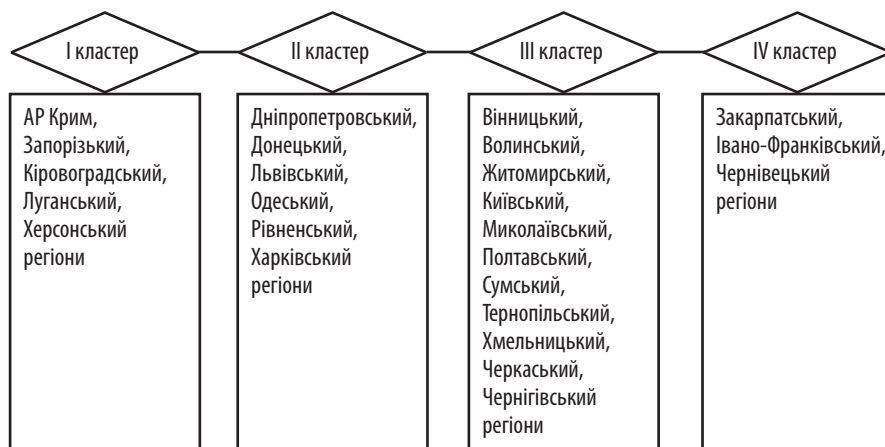 I кластер
АР Крим,
Запорізький,
Кіровоградський,
Луганський,
Херсонський
регіони
II кластер
Дніпропетровський,
Донецький,
Львівський,
Одеський,
Рівненський,
Харківський
регіони
III кластер
Вінницький,
Волинський,
Житомирський,
Київський,
Миколаївський,
Полтавський,
Сумський,
Тернопільський,
Хмельницький,
Черкаський,
Чернігівський
регіони
IV кластер
Закарпатський,
Івано-Франківський,
Чернівецький
регіони